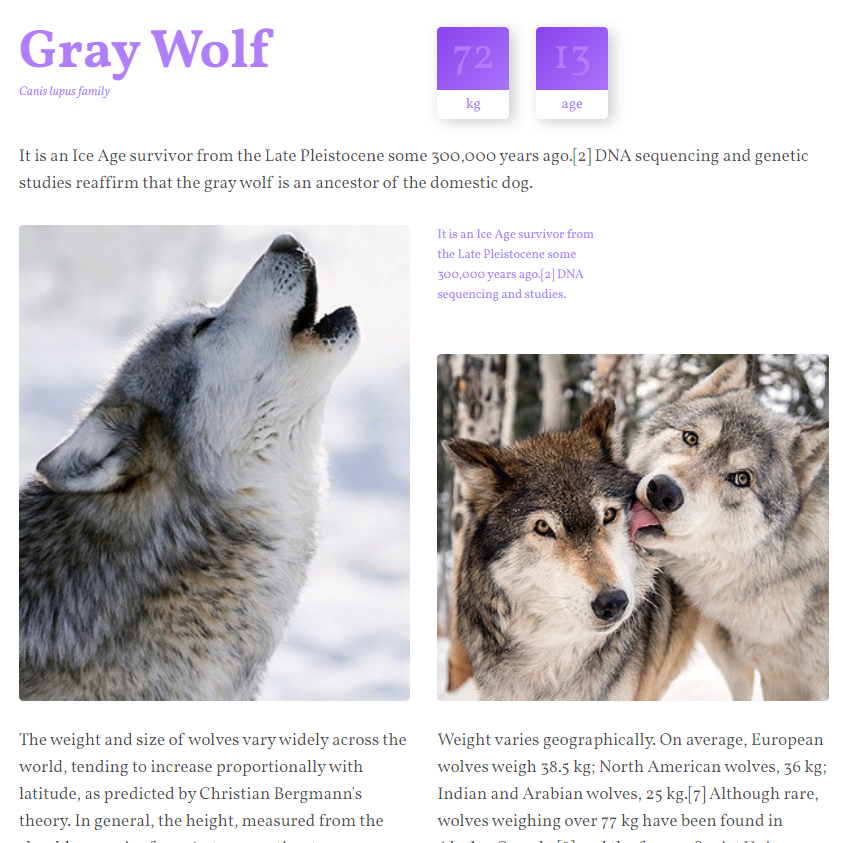 Gray Wolf
Canis lupus family
72
kg
13
age
It is an Ice Age survivor from the Late Pleistocene some 300,000 years ago.[2] DNA sequencing and genetic
studies reaffirm that the gray wolf is an ancestor of the domestic dog.
It is an Ice Age survivor from
the Late Pleistocene some
300,000 years ago.[2] DNA
sequencing and studies.
The weight and size of wolves vary widely across the
world, tending to increase proportionally with
latitude, as predicted by Christian Bergmann's
theory. In general, the height, measured from the
Weight varies geographically. On average, European
wolves weigh 38.5 kg; North American wolves, 36 kg;
Indian and Arabian wolves, 25 kg.[7] Although rare,
wolves weighing over 77 kg have been found in